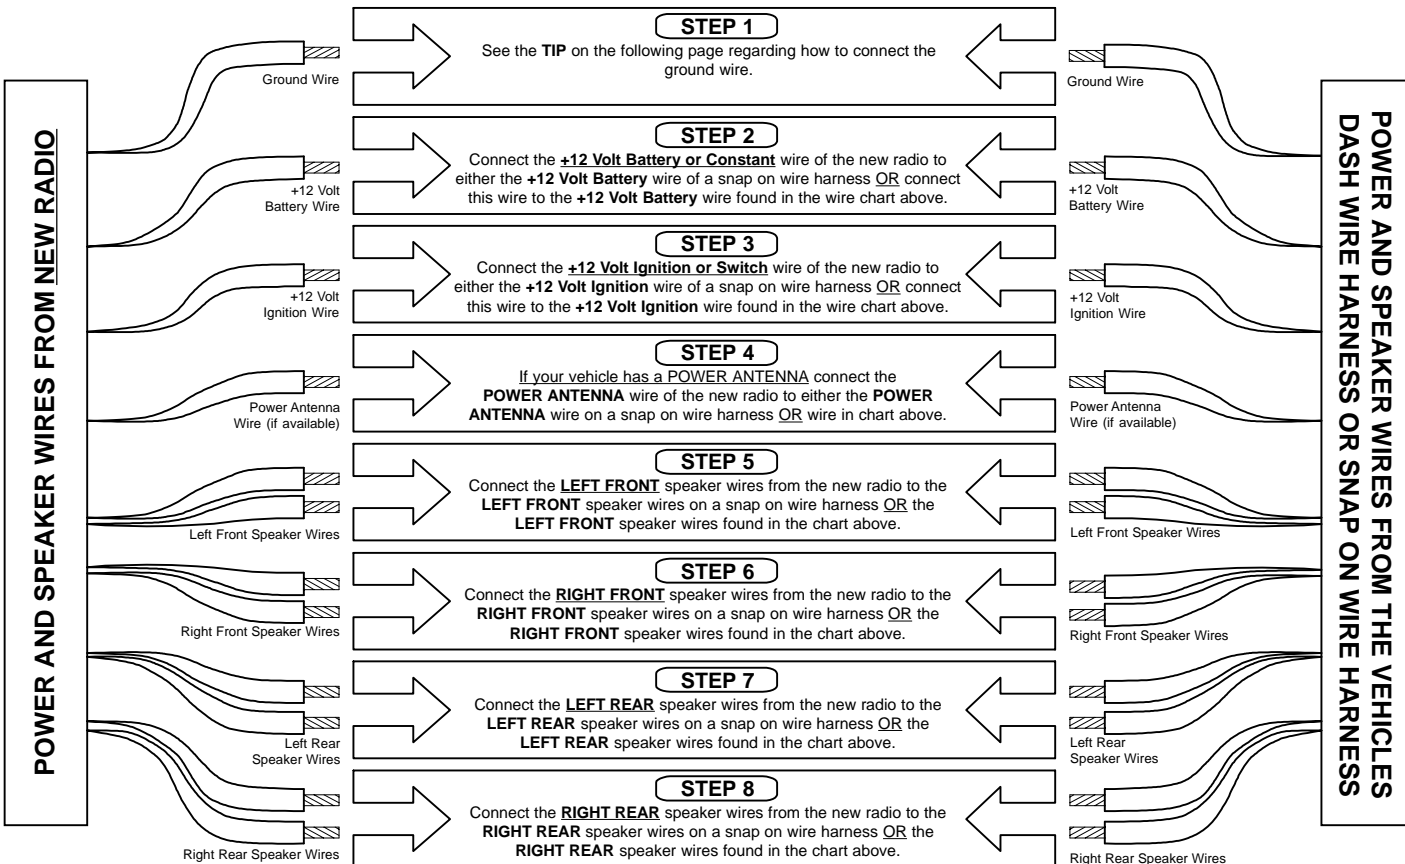 POWER AND SPEAKER WIRES FROM NEW RADIO
STEP 1
See the TIP on the following page regarding how to connect the
ground wire.
Ground Wire
Ground Wire
STEP 2
Connect the +12 Volt Battery or Constant wire of the new radio to
either the +12 Volt Battery wire of a snap on wire harness OR connect
this wire to the +12 Volt Battery wire found in the wire chart above.
+12 Volt
Battery Wire
+12 Volt
Battery Wire
STEP 3
Connect the +12 Volt Ignition or Switch wire of the new radio to
either the +12 Volt Ignition wire of a snap on wire harness OR connect
this wire to the +12 Volt Ignition wire found in the wire chart above.
+12 Volt
Ignition Wire
+12 Volt
Ignition Wire
STEP 4
If your vehicle has a POWER ANTENNA connect the
POWER ANTENNA wire of the new radio to either the POWER
ANTENNA wire on a snap on wire harness OR wire in chart above.
Power Antenna
Wire (if available)
Power Antenna
Wire (if available)
STEP 5
Connect the LEFT FRONT speaker wires from the new radio to the
LEFT FRONT speaker wires on a snap on wire harness OR the
LEFT FRONT speaker wires found in the chart above.
Left Front Speaker Wires
Left Front Speaker Wires
STEP 6
Connect the RIGHT FRONT speaker wires from the new radio to the
RIGHT FRONT speaker wires on a snap on wire harness OR the
RIGHT FRONT speaker wires found in the chart above.
Right Front Speaker Wires
Right Front Speaker Wires
STEP 7
Connect the LEFT REAR speaker wires from the new radio to the
LEFT REAR speaker wires on a snap on wire harness OR the
LEFT REAR speaker wires found in the chart above.
Left Rear
Speaker Wires
Left Rear
Speaker Wires
STEP 8
Connect the RIGHT REAR speaker wires from the new radio to the
RIGHT REAR speaker wires on a snap on wire harness OR the
RIGHT REAR speaker wires found in the chart above.
Right Rear Speaker Wires
Right Rear Speaker Wires
POWER AND SPEAKER WIRES FROM THE VEHICLES
DASH WIRE HARNESS OR SNAP ON WIRE HARNESS